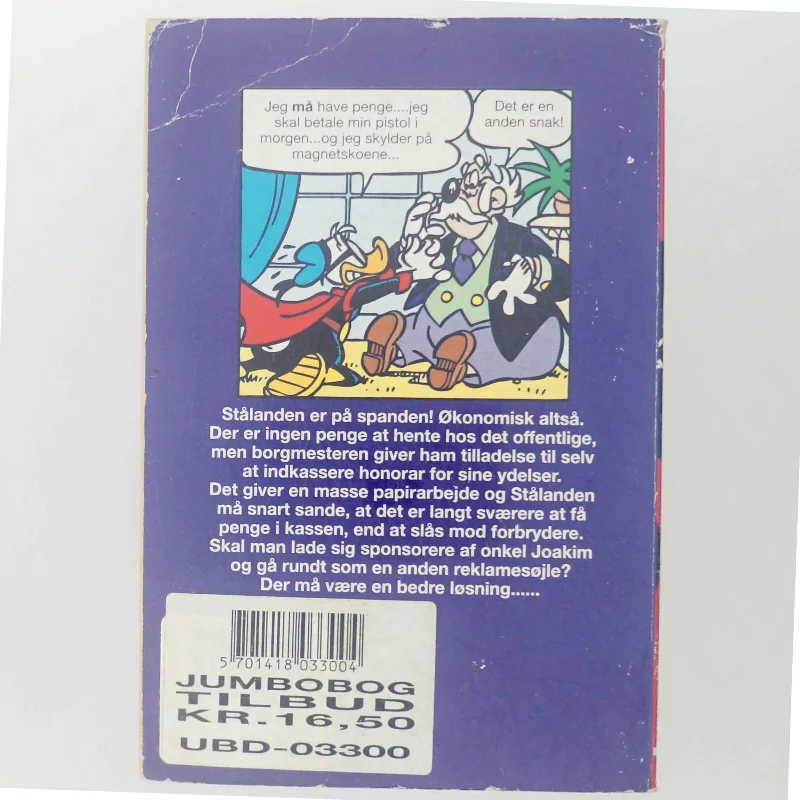 Jeg må have penge....jeg
skal betale min pistol i
morgen...og jeg skylder på
magnetskoene...
Det er en
anden snak!
Stålanden er på spanden! Økonomisk altså.
Der er ingen penge at hente hos det offentlige,
men borgmesteren giver ham tilladelse til selv
at indkassere honorar for sine ydelser.
Det giver en masse papirarbejde og Stålanden
må snart sande, at det er langt sværere at få
penge i kassen, end at slås mod forbrydere.
Skal man lade sig sponsorere af onkel Joakim
og gå rundt som en anden reklamesøjle?
Der må være en bedre løsning......
5 701418 033004
JUMBOBOG
TILBUD
KR.16,50
UBD-03300